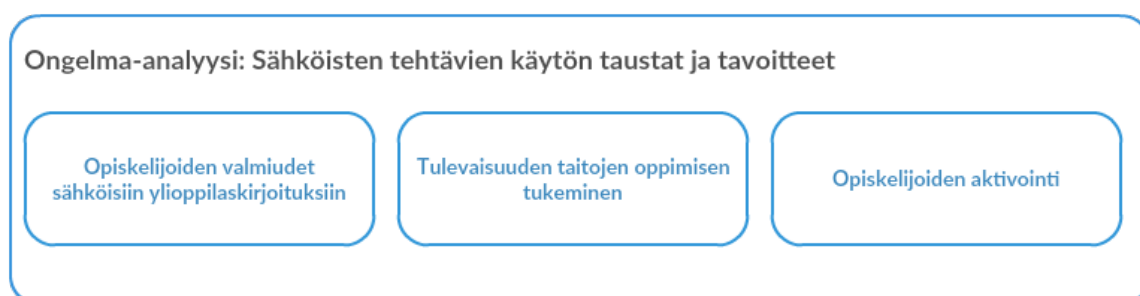 Ongelma-analyysi: Sähköisten tehtävien käytön taustat ja tavoitteet
Opiskelijoiden valmiudet
sähköisiin ylioppilaskirjoituksiin
Tulevaisuuden taitojen oppimisen
tukeminen
Opiskelijoiden aktivointi